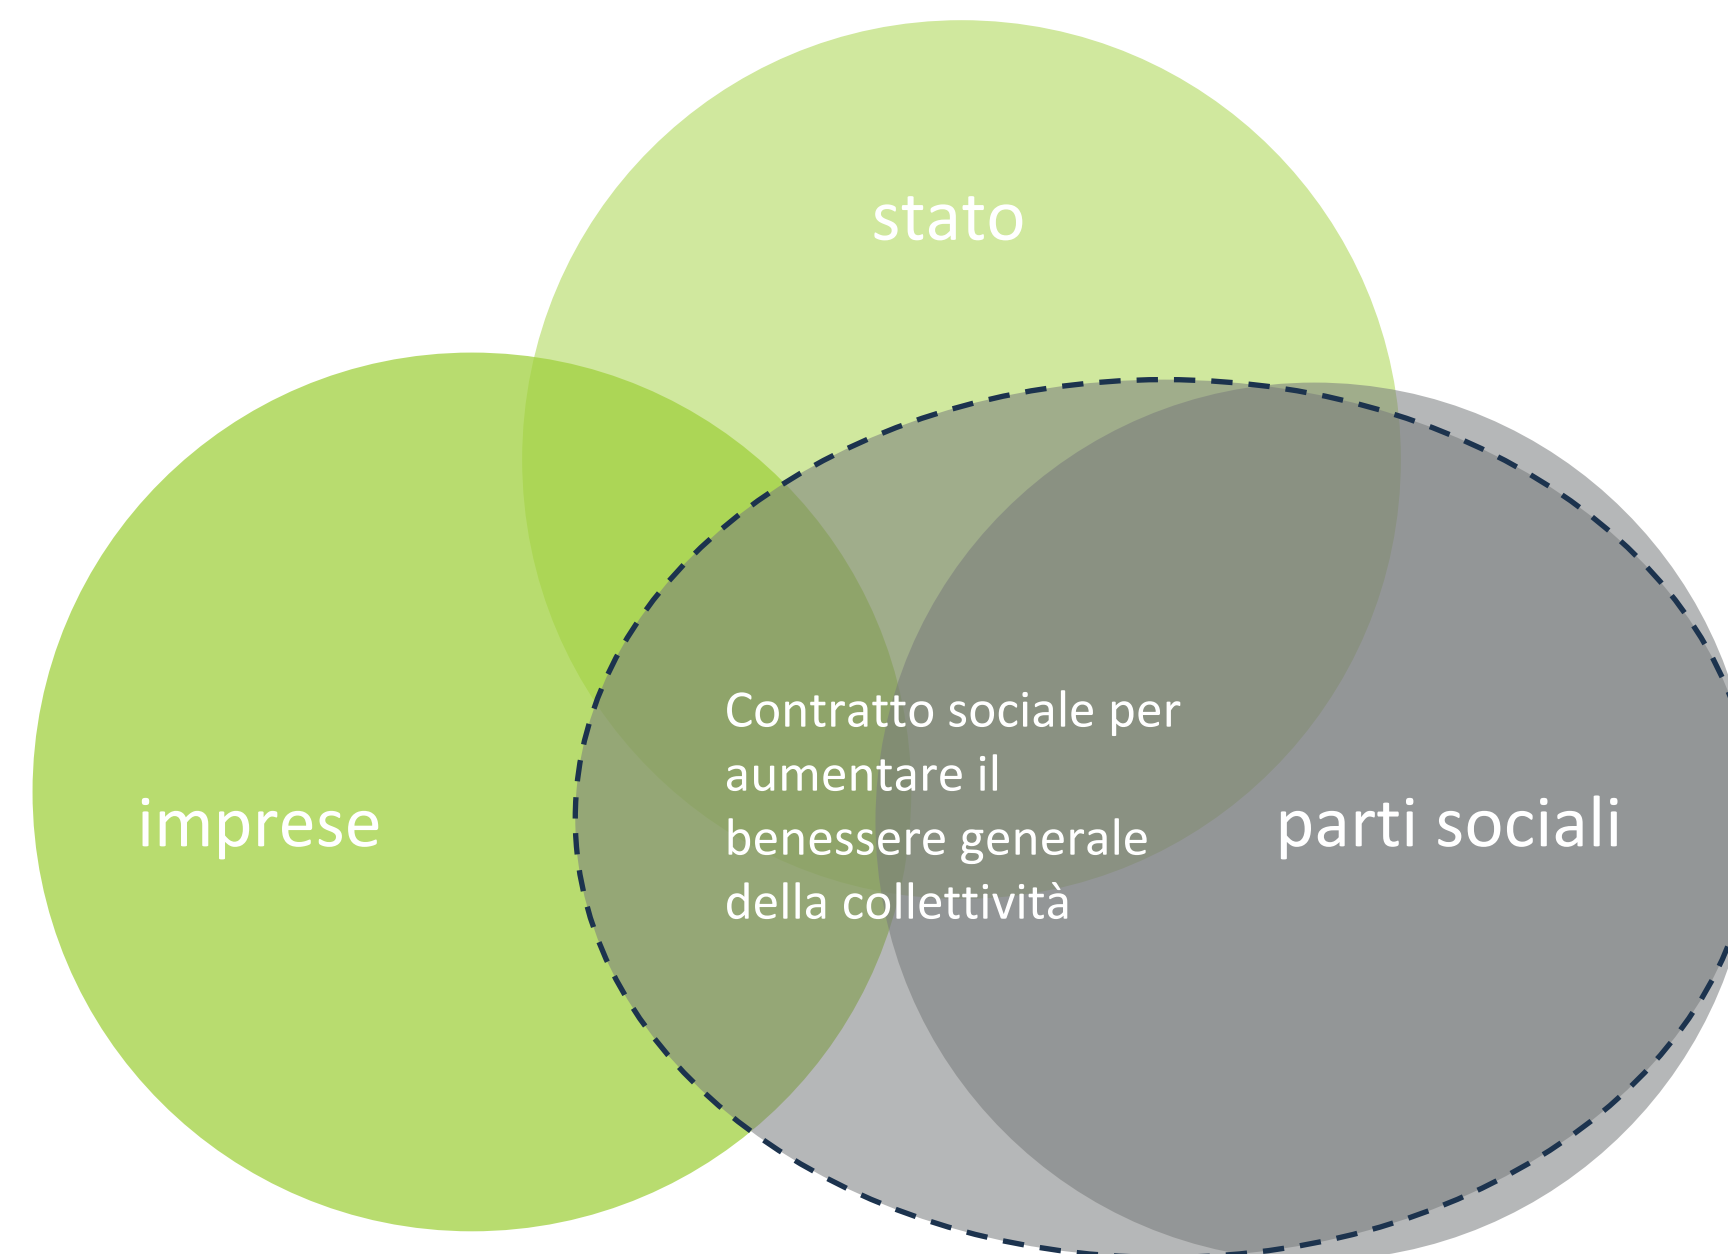 stato
imprese
Contratto sociale per
aumentare il
benessere generale
della collettività
parti sociali